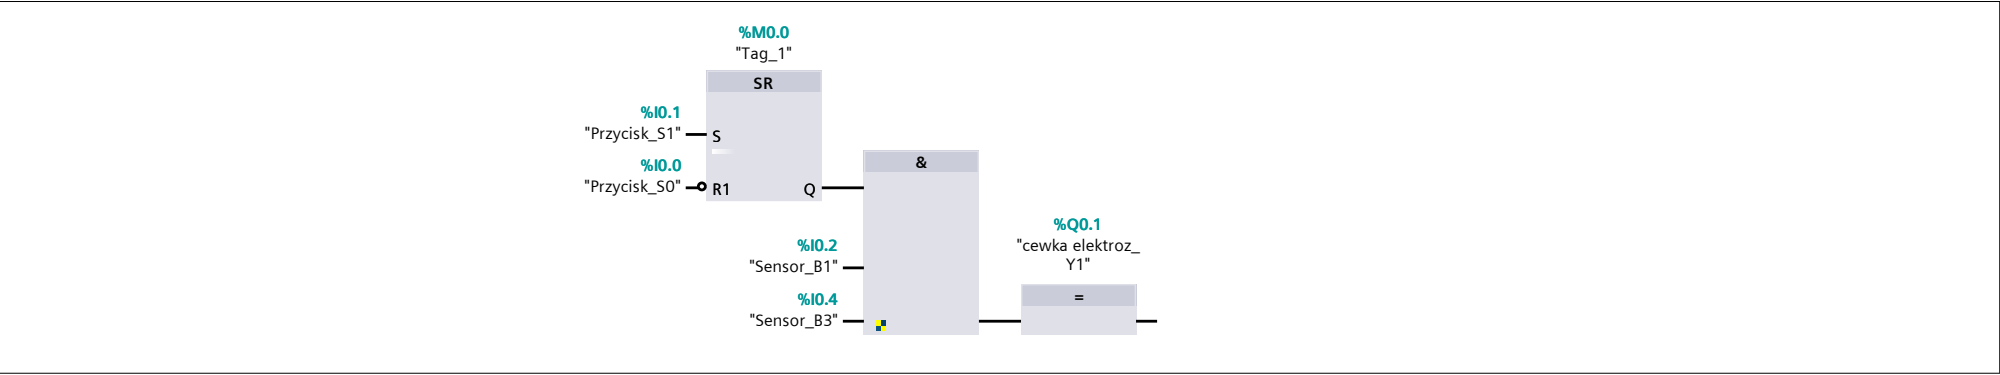 %M0.0
"Tag_1"
SR
%I0.1
"Przycisk_S1"
S
%I0.0
"Przycisk_S0"
R1
Q
&
%I0.2
"Sensor_B1"
%I0.4
"Sensor_B3"
%Q0.1
"cewka elektroz_
Y1"
=